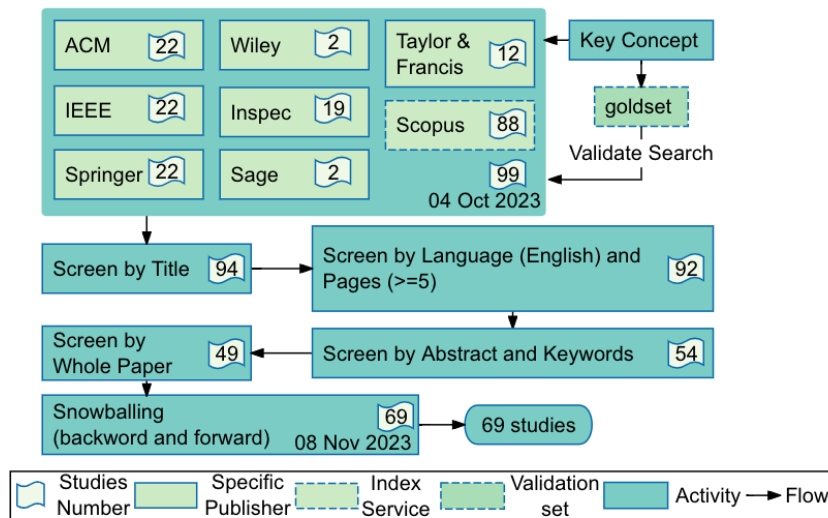 ACM 22
Wiley 2
Taylor &
Francis 12
Key Concept
IEEE 22
Inspec 19
Scopus 88
goldset
Validate Search
Springer 22
Sage 2
99
04 Oct 2023
Screen by Title 94
Screen by Language (English) and
Pages (>=5) 92
Screen by
Whole Paper 49
Screen by Abstract and Keywords 54
Snowballing
(backword and forward) 69
08 Nov 2023
69 studies
Studies
Number
Specific
Publisher
Index
Service
Validation
set
Activity
Flow